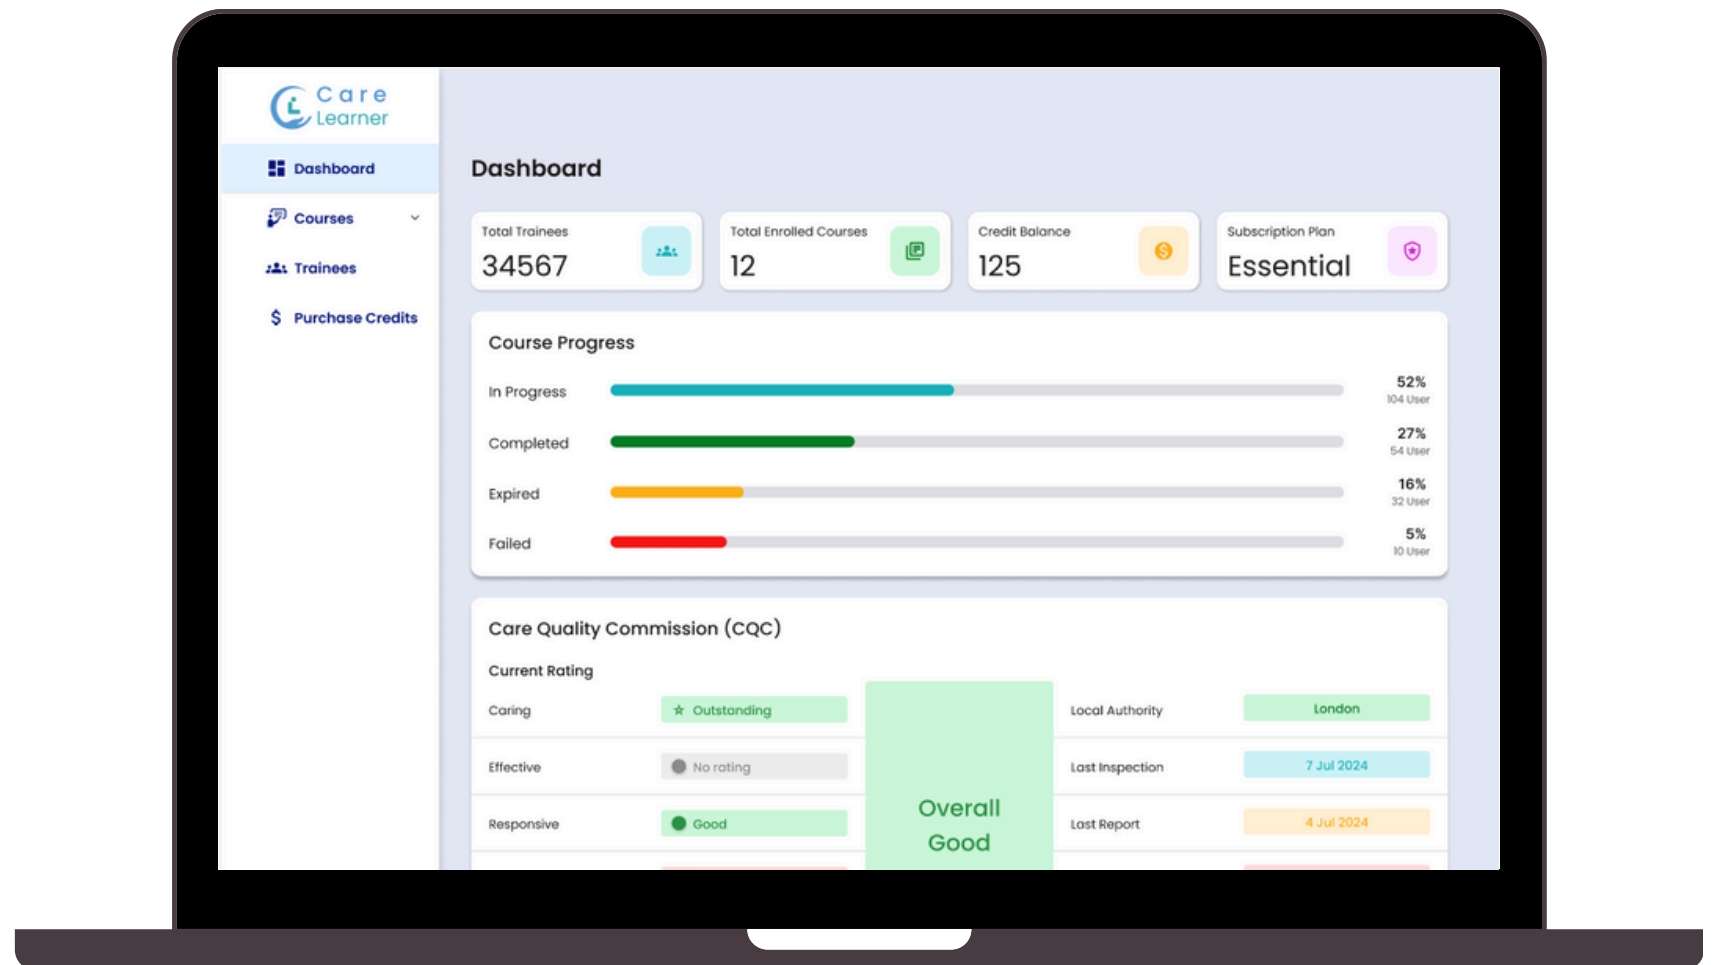 Care
Learner
Dashboard
Courses
Trainees
$ Purchase Credits
Dashboard
Total Trainees
34567
Total Enrolled Courses
12
Credit Balance
125
Subscription Plan
Essential
Course Progress
In Progress
52%
104 User
Completed
27%
54 User
Expired
16%
32 User
Failed
5%
10 User
Care Quality Commission (CQC)
Current Rating
Caring
Outstanding
Effective
No rating
Responsive
Good
Overall
Good
Local Authority
London
Last Inspection
7 Jul 2024
Last Report
4 Jul 2024